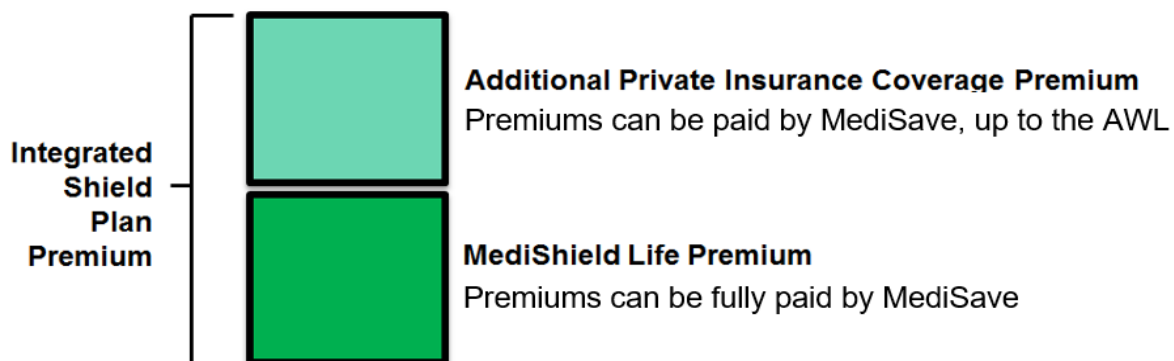 Additional Private Insurance Coverage Premium
Premiums can be paid by MediSave, up to the AWL
Integrated
Shield
Plan
Premium
MediShield Life Premium
Premiums can be fully paid by MediSave